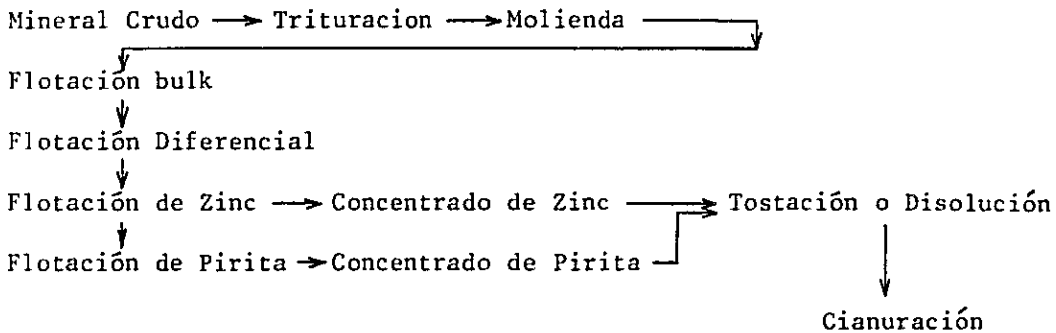 Mineral Crudo Trituracion Molienda
Flotación bulk
Flotación Diferencial
Flotación de Zinc Concentrado de Zinc Tostación o Disolución
Flotación de Pirita Concentrado de Pirita
Cianuración